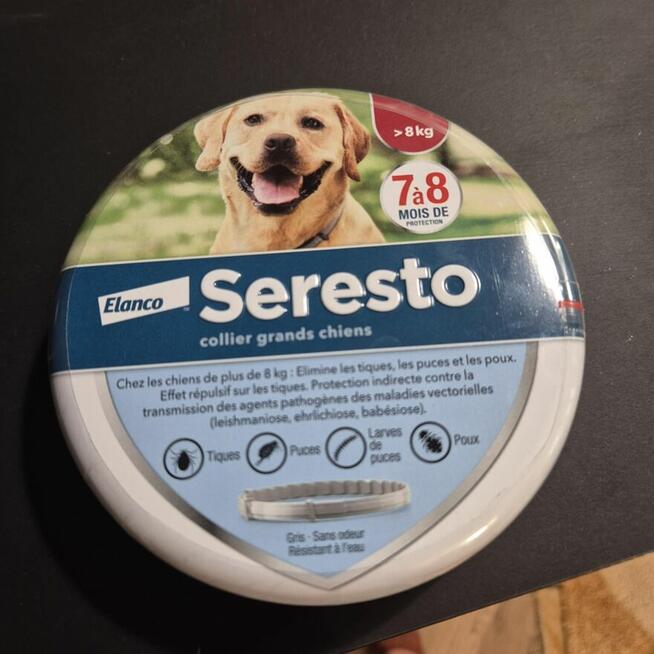 > 8 kg
7 à 8
MOIS DE
PROTECTION
Elanco
Seresto
collier grands chiens
Chez les chiens de plus de 8 kg : Elimine les tiques, les puces et les poux.
Effet répulsif sur les tiques. Protection indirecte contre la
transmission des agents pathogènes des maladies vectorielles
(leishmaniose, ehrlichiose, babésiose).
Tiques
Puces
Larves
de
puces
Poux
Gris - Sans odeur
Résistant à l'eau